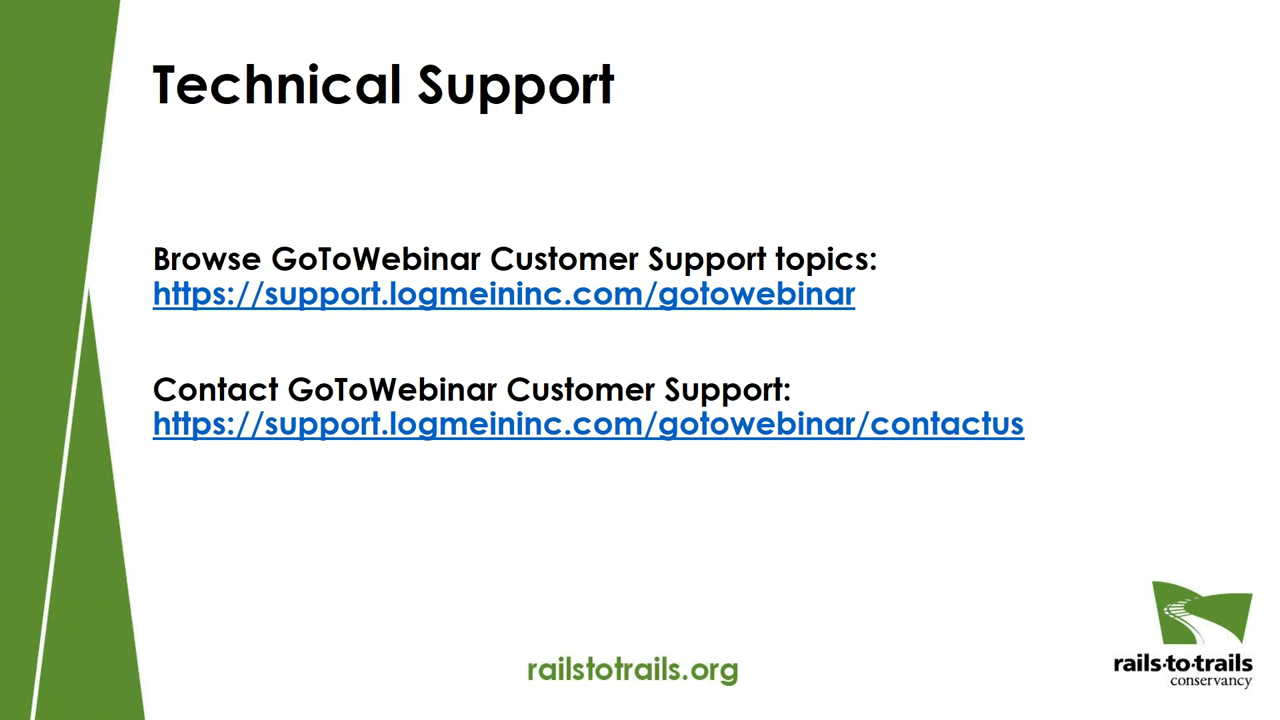 Technical Support
Browse GoToWebinar Customer Support topics:
https://support.logmeininc.com/gotowebinar
Contact GoToWebinar Customer Support:
https://support.logmeininc.com/gotowebinar/contactus
railstotrails.org
rails·to·trails
conservancy